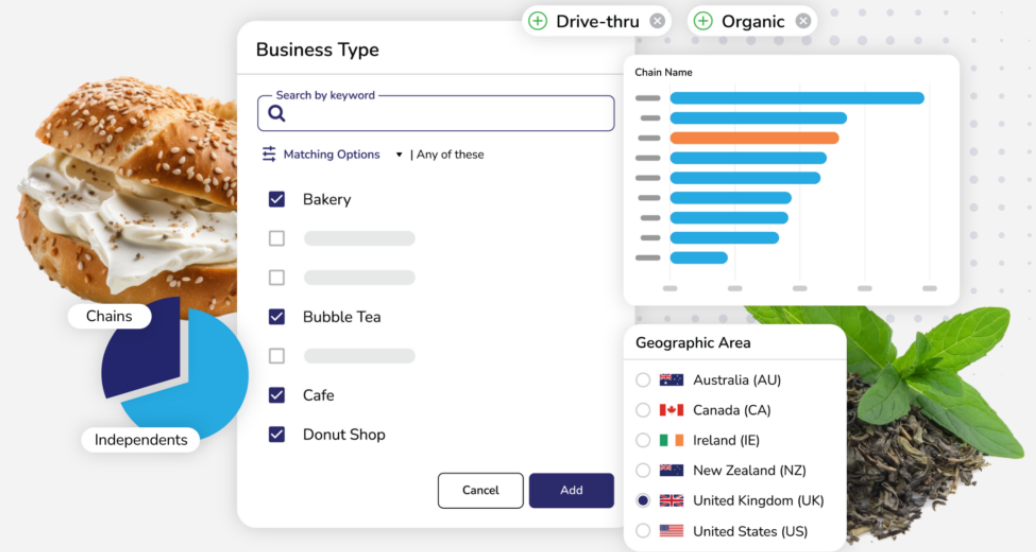 Drive-thru
Organic
Business Type
Search by keyword
Matching Options | Any of these
Bakery
Bubble Tea
Cafe
Donut Shop
Cancel
Add
Chain Name
Chains
Independents
Geographic Area
Australia (AU)
Canada (CA)
Ireland (IE)
New Zealand (NZ)
United Kingdom (UK)
United States (US)